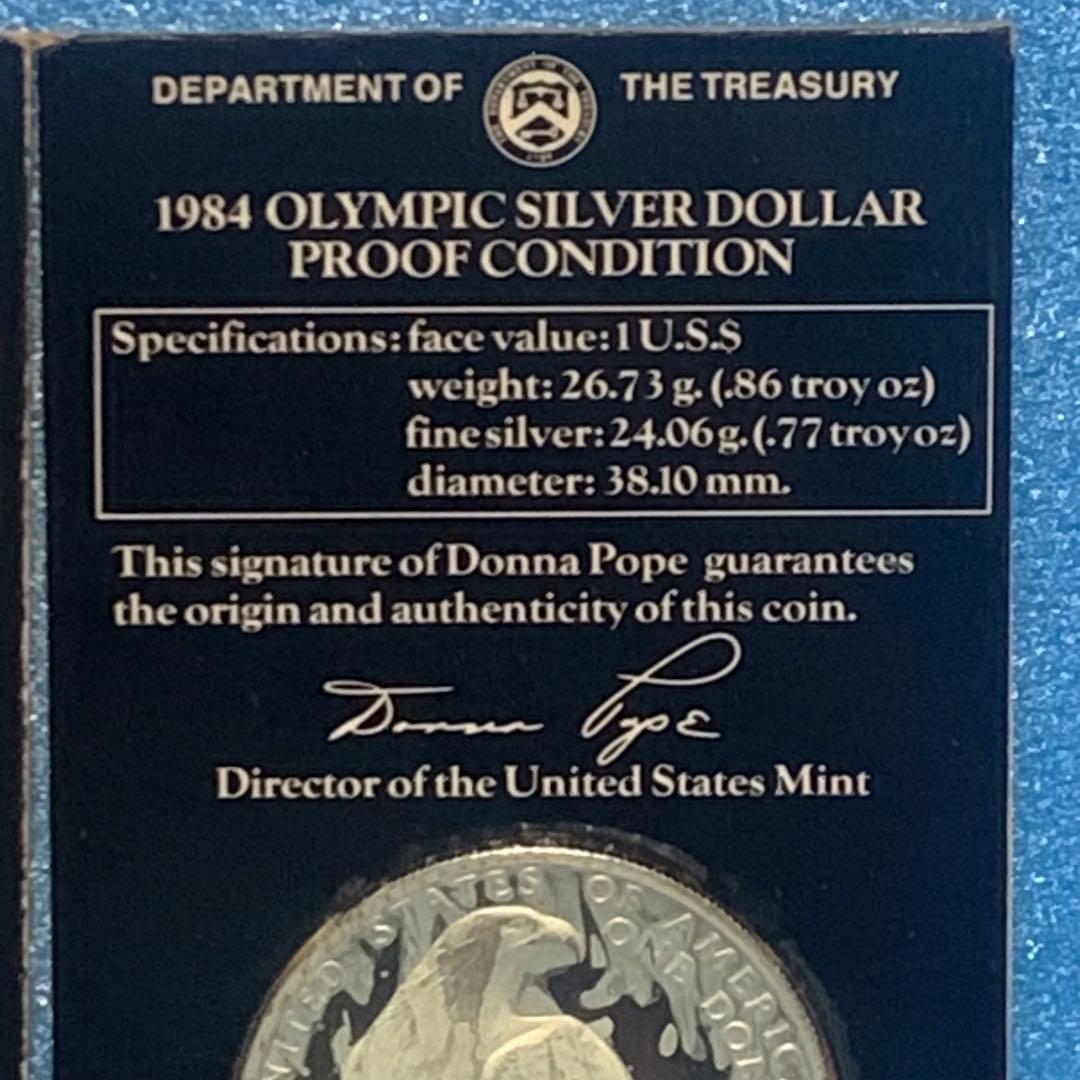 DEPARTMENT OF THE TREASURY
1984 OLYMPIC SILVER DOLLAR
PROOF CONDITION
Specifications: face value: 1 U.S.$
weight: 26.73 g. (.86 troy oz)
fine silver: 24.06 g. (.77 troy oz)
diameter: 38.10 mm.
This signature of Donna Pope guarantees
the origin and authenticity of this coin.
Donna Pope
Director of the United States Mint
STATES OF AMERIC
ONE DOL